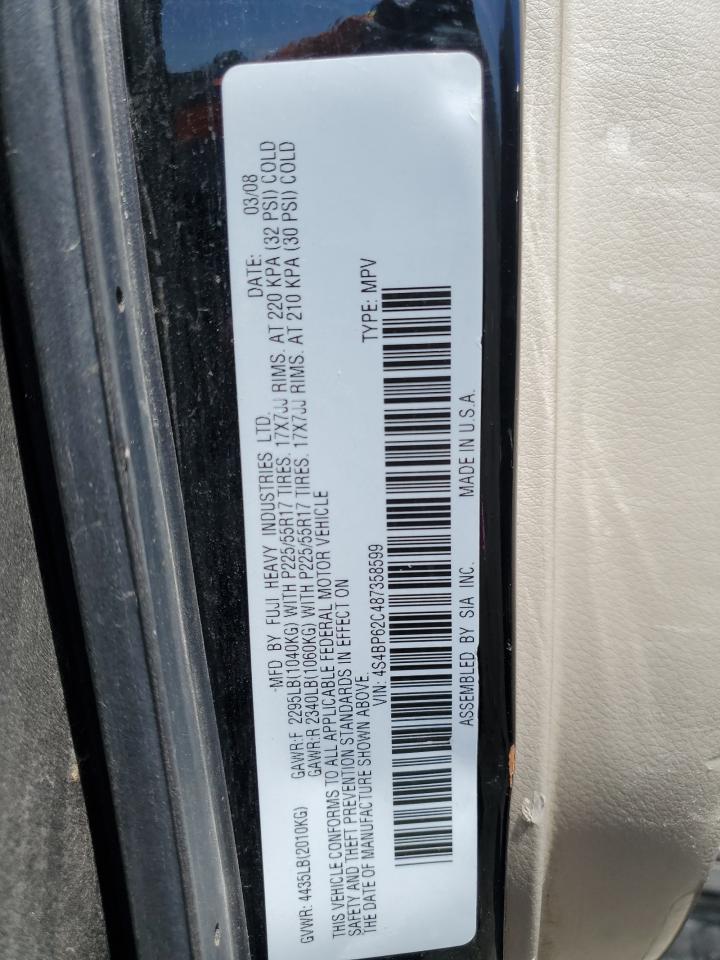 MFD BY FUJI HEAVY INDUSTRIES LTD. DATE: 03/08
GVWR: 4435LB(2010KG) GAWR:F 2295LB(1040KG) WITH P225/55R17 TIRES. 17X7JJ RIMS. AT 220 KPA (32 PSI) COLD
GAWR:R 2340LB(1060KG) WITH P225/55R17 TIRES. 17X7JJ RIMS. AT 210 KPA (30 PSI) COLD
THIS VEHICLE CONFORMS TO ALL APPLICABLE FEDERAL MOTOR VEHICLE
SAFETY AND THEFT PREVENTION STANDARDS IN EFFECT ON
THE DATE OF MANUFACTURE SHOWN ABOVE.
VIN: 4S4BP62C487358599 TYPE: MPV
ASSEMBLED BY SIA INC. MADE IN U.S.A.